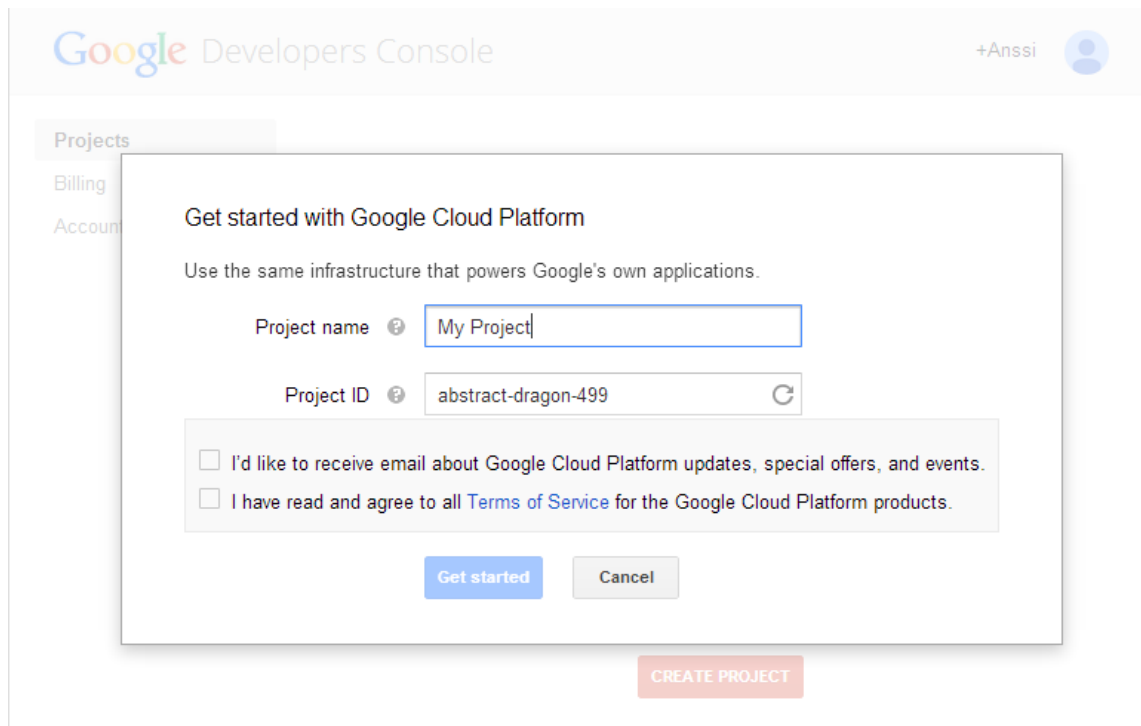 Google Developers Console
+Anssi
Projects
Billing
Account
Get started with Google Cloud Platform
Use the same infrastructure that powers Google's own applications.
Project name ? My Project
Project ID ? abstract-dragon-499
I'd like to receive email about Google Cloud Platform updates, special offers, and events.
I have read and agree to all Terms of Service for the Google Cloud Platform products.
Get started Cancel
CREATE PROJECT